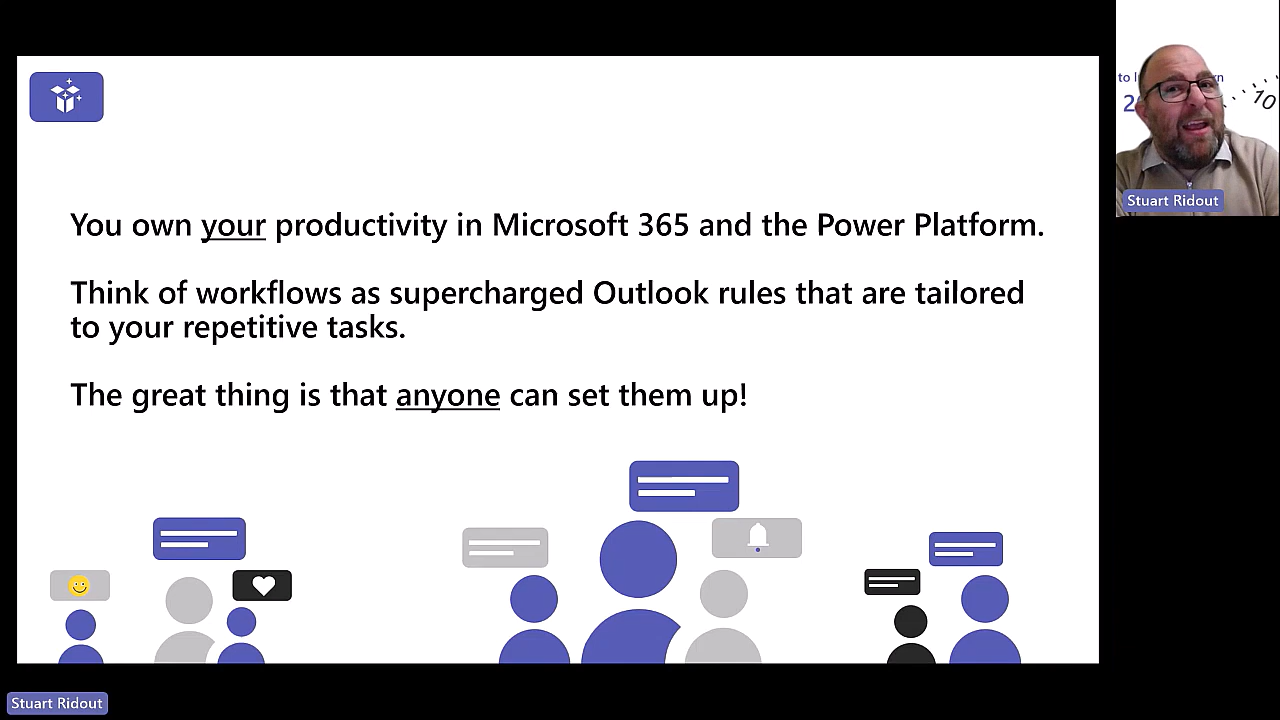 You own your productivity in Microsoft 365 and the Power Platform.
Think of workflows as supercharged Outlook rules that are tailored
to your repetitive tasks.
The great thing is that anyone can set them up!
to
10
Stuart Ridout
Stuart Ridout